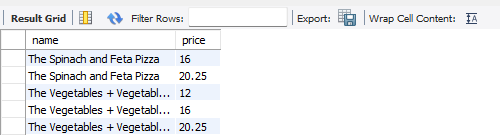 Result Grid Filter Rows: Export: Wrap Cell Content:
name price
The Spinach and Feta Pizza 16
The Spinach and Feta Pizza 20.25
The Vegetables + Vegetabl... 12
The Vegetables + Vegetabl... 16
The Vegetables + Vegetabl... 20.25